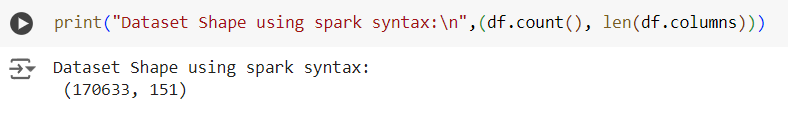 print("Dataset Shape using spark syntax:\n",(df.count(), len(df.columns)))
Dataset Shape using spark syntax:
(170633, 151)